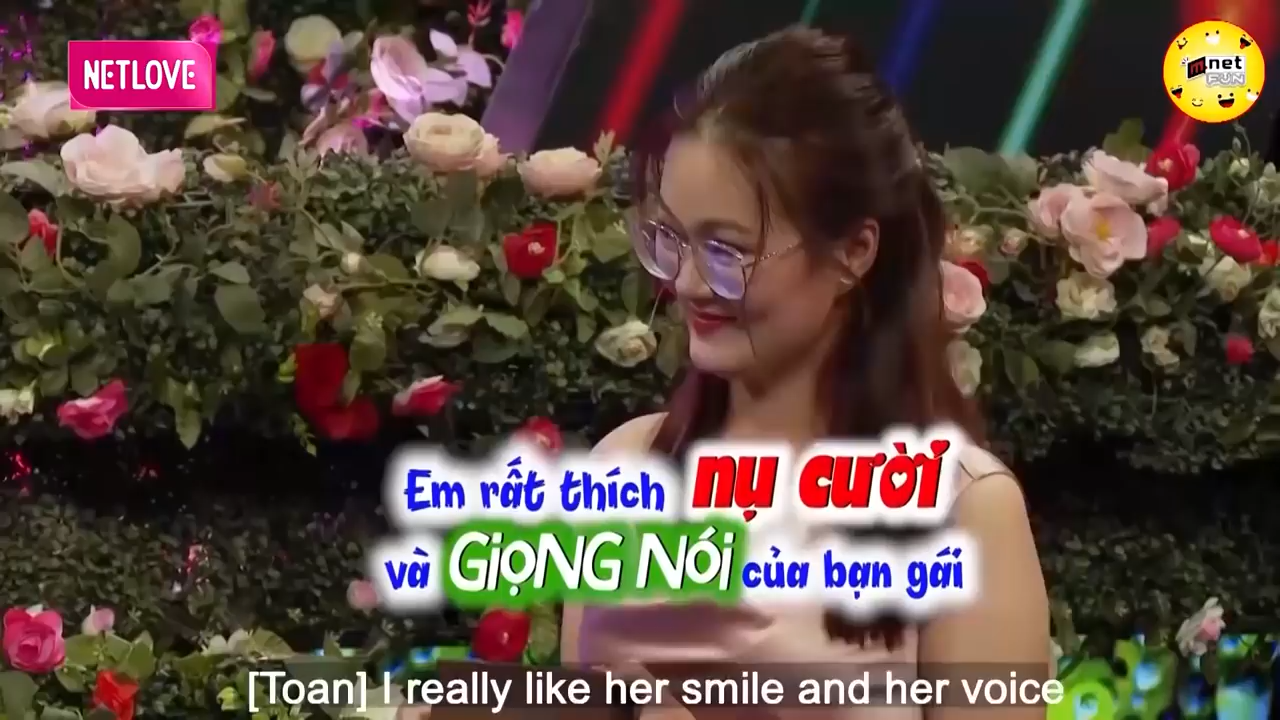 NETLOVE
mnet
FUN
Em rất thích nụ cười
và GIỌNG NÓI của bạn gái
[Toan] I really like her smile and her voice